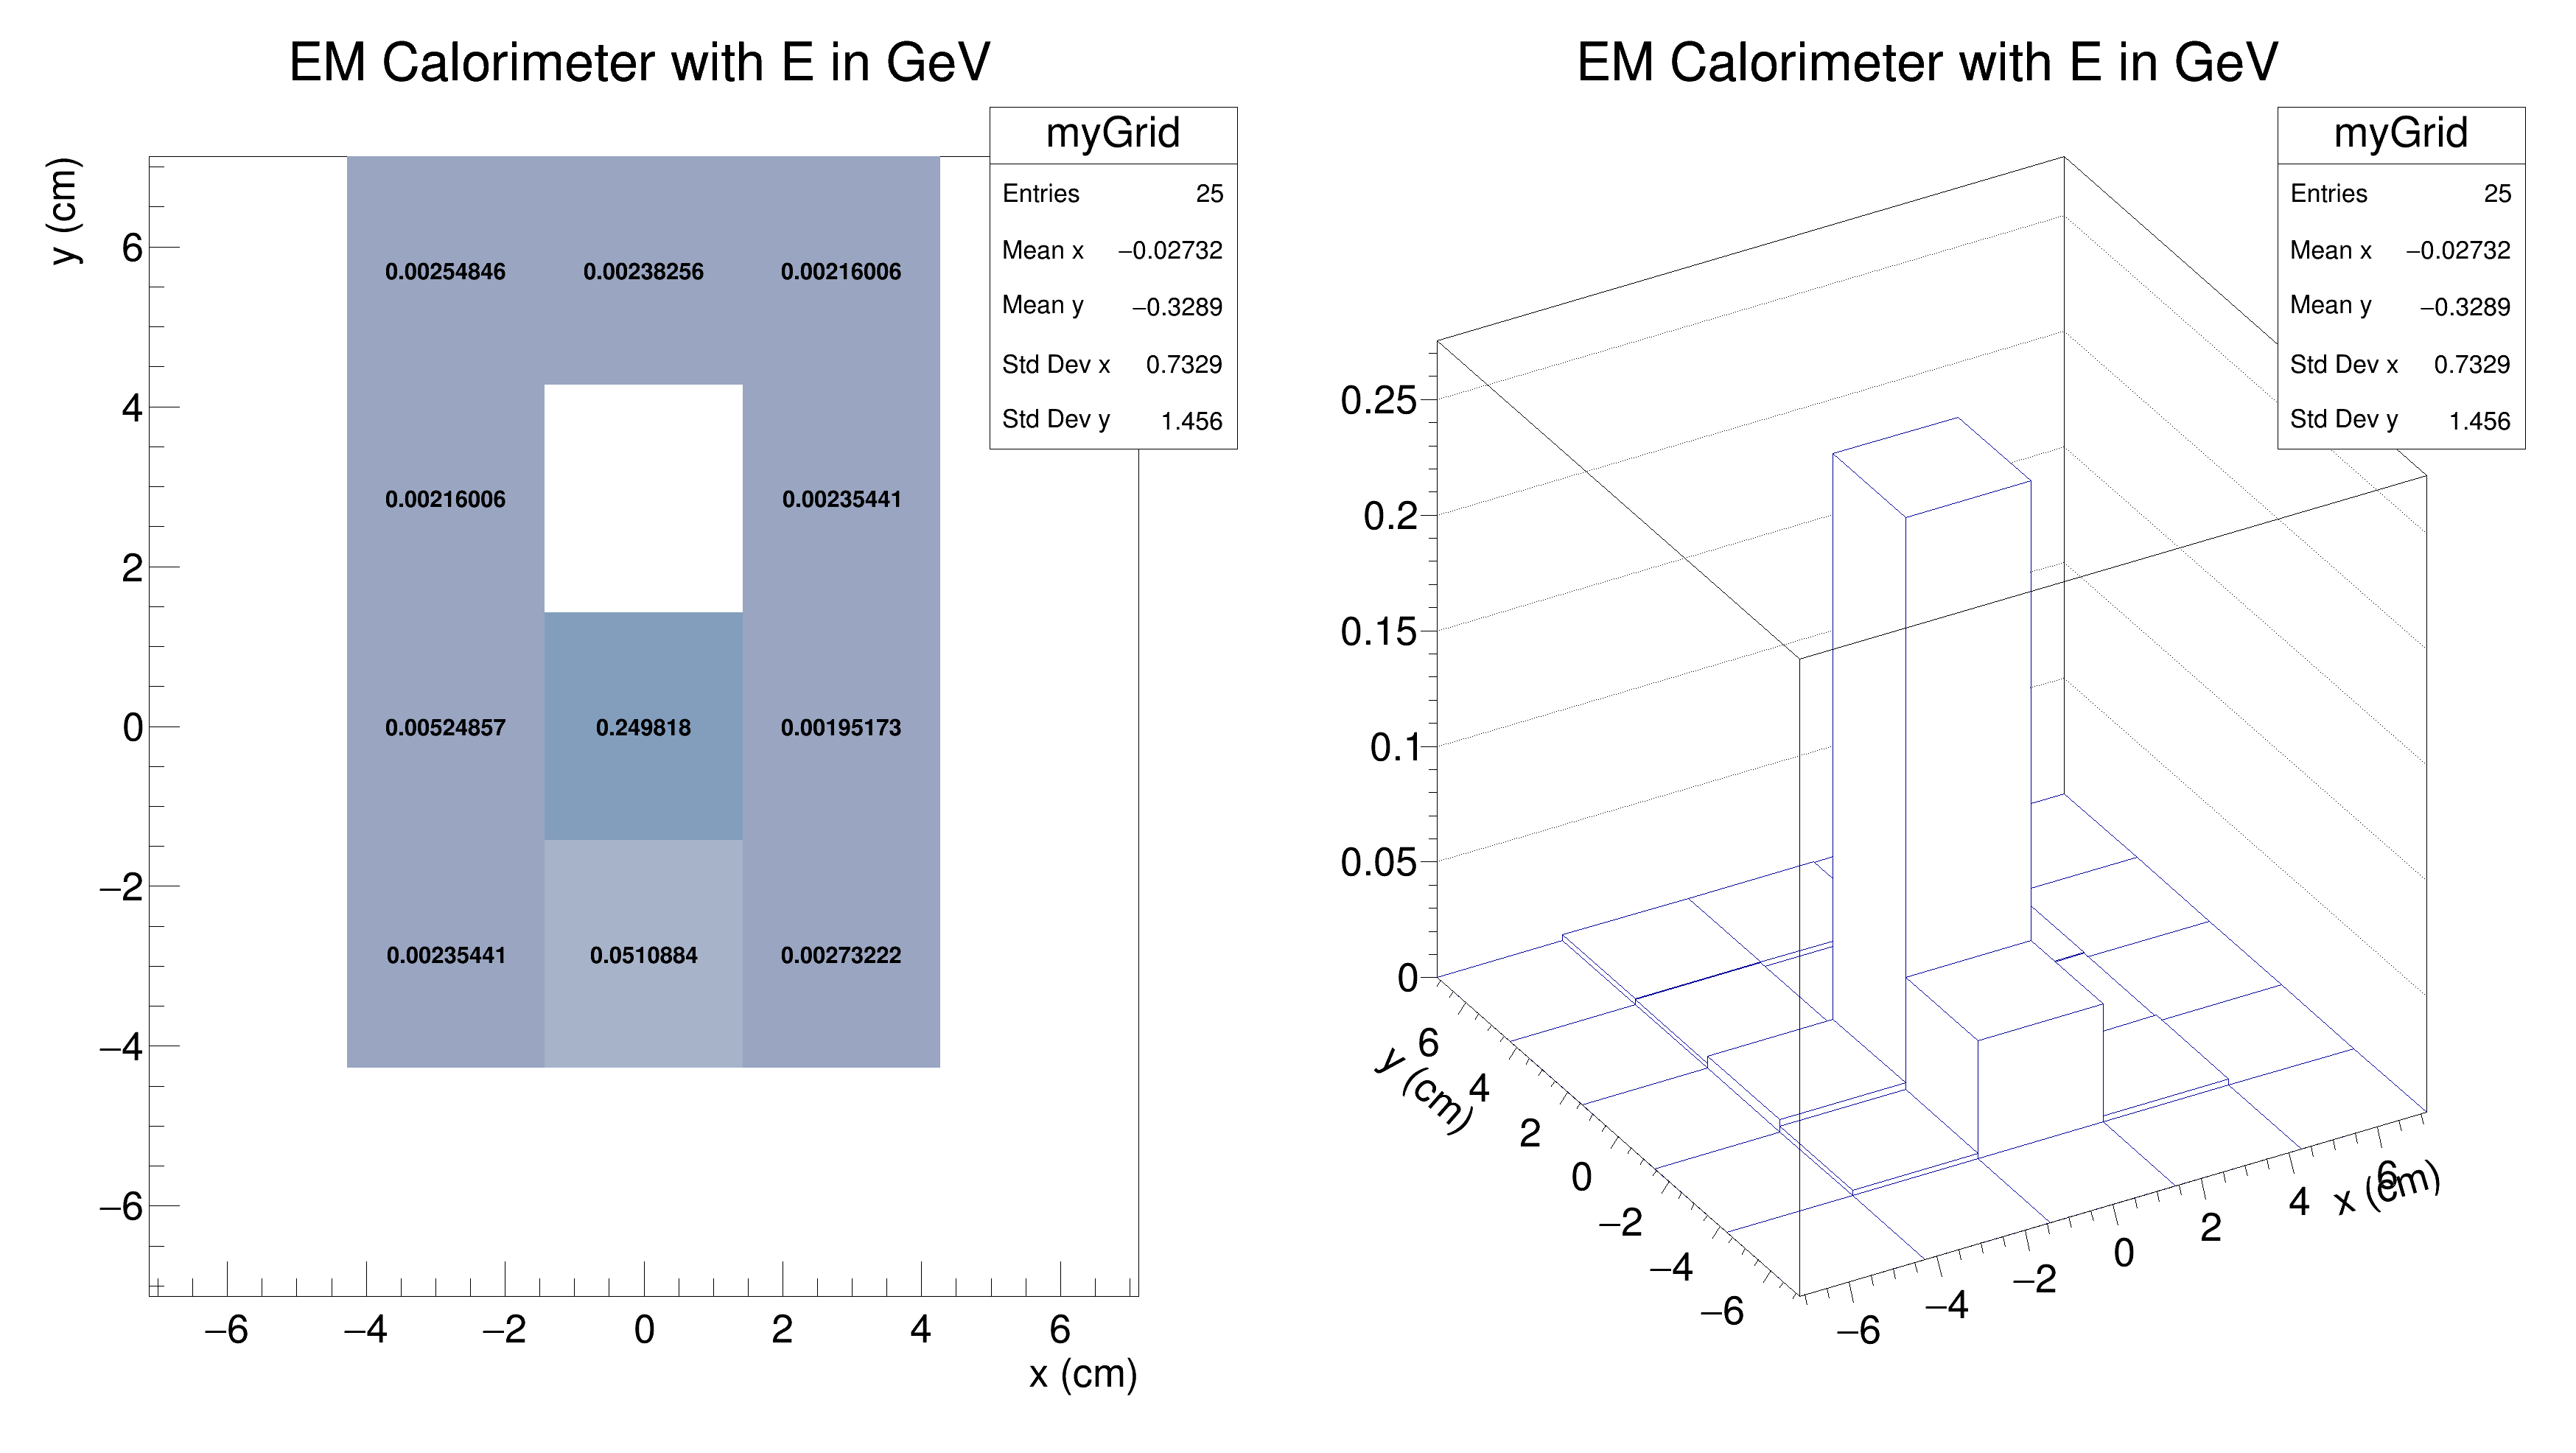 EM Calorimeter with E in GeV
myGrid
Entries 25
Mean x −0.02732
Mean y −0.3289
Std Dev x 0.7329
Std Dev y 1.456
y (cm)
6
4
2
0
−2
−4
−6
0.00254846 0.00238256 0.00216006
0.00216006 0.00235441
0.00524857 0.249818 0.00195173
0.00235441 0.0510884 0.00273222
−6 −4 −2 0 2 4 6
x (cm)
EM Calorimeter with E in GeV
myGrid
Entries 25
Mean x −0.02732
Mean y −0.3289
Std Dev x 0.7329
Std Dev y 1.456
0.25
0.2
0.15
0.1
0.05
0
y (cm)
6
4
2
0
−2
−4
−6
−6 −4 −2 0 2 4 6
x (cm)